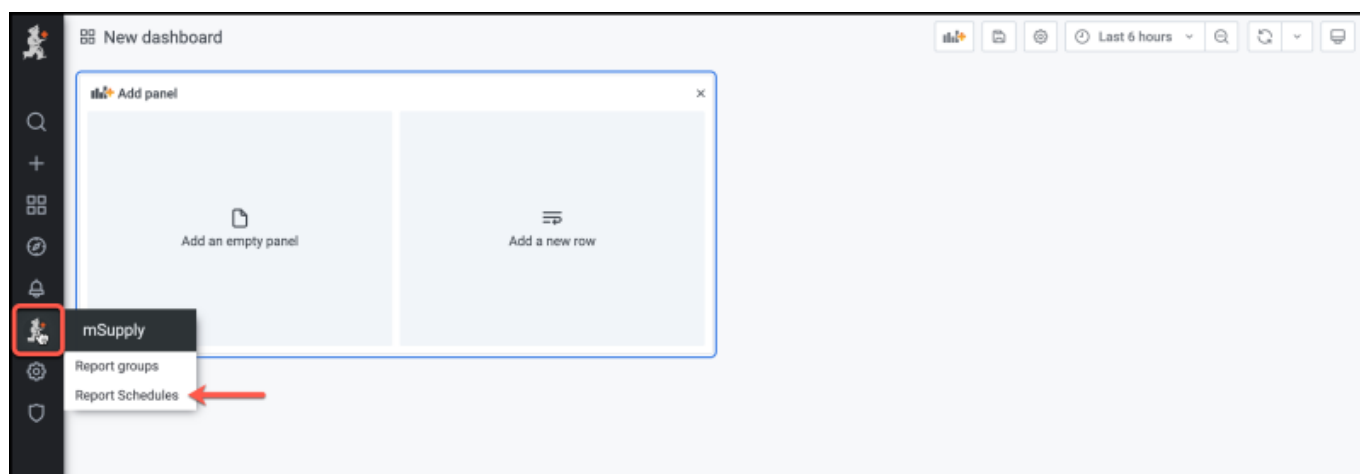 New dashboard
Last 6 hours
Add panel
Add an empty panel
Add a new row
mSupply
Report groups
Report Schedules